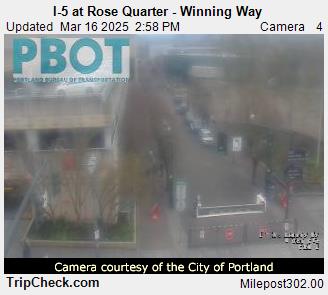 I-5 at Rose Quarter - Winning Way
Updated Mar 16 2025 2:58 PM Camera 4
PBOT
PORTLAND BUREAU OF TRANSPORTATION
Camera courtesy of the City of Portland
TripCheck.com Milepost302.00